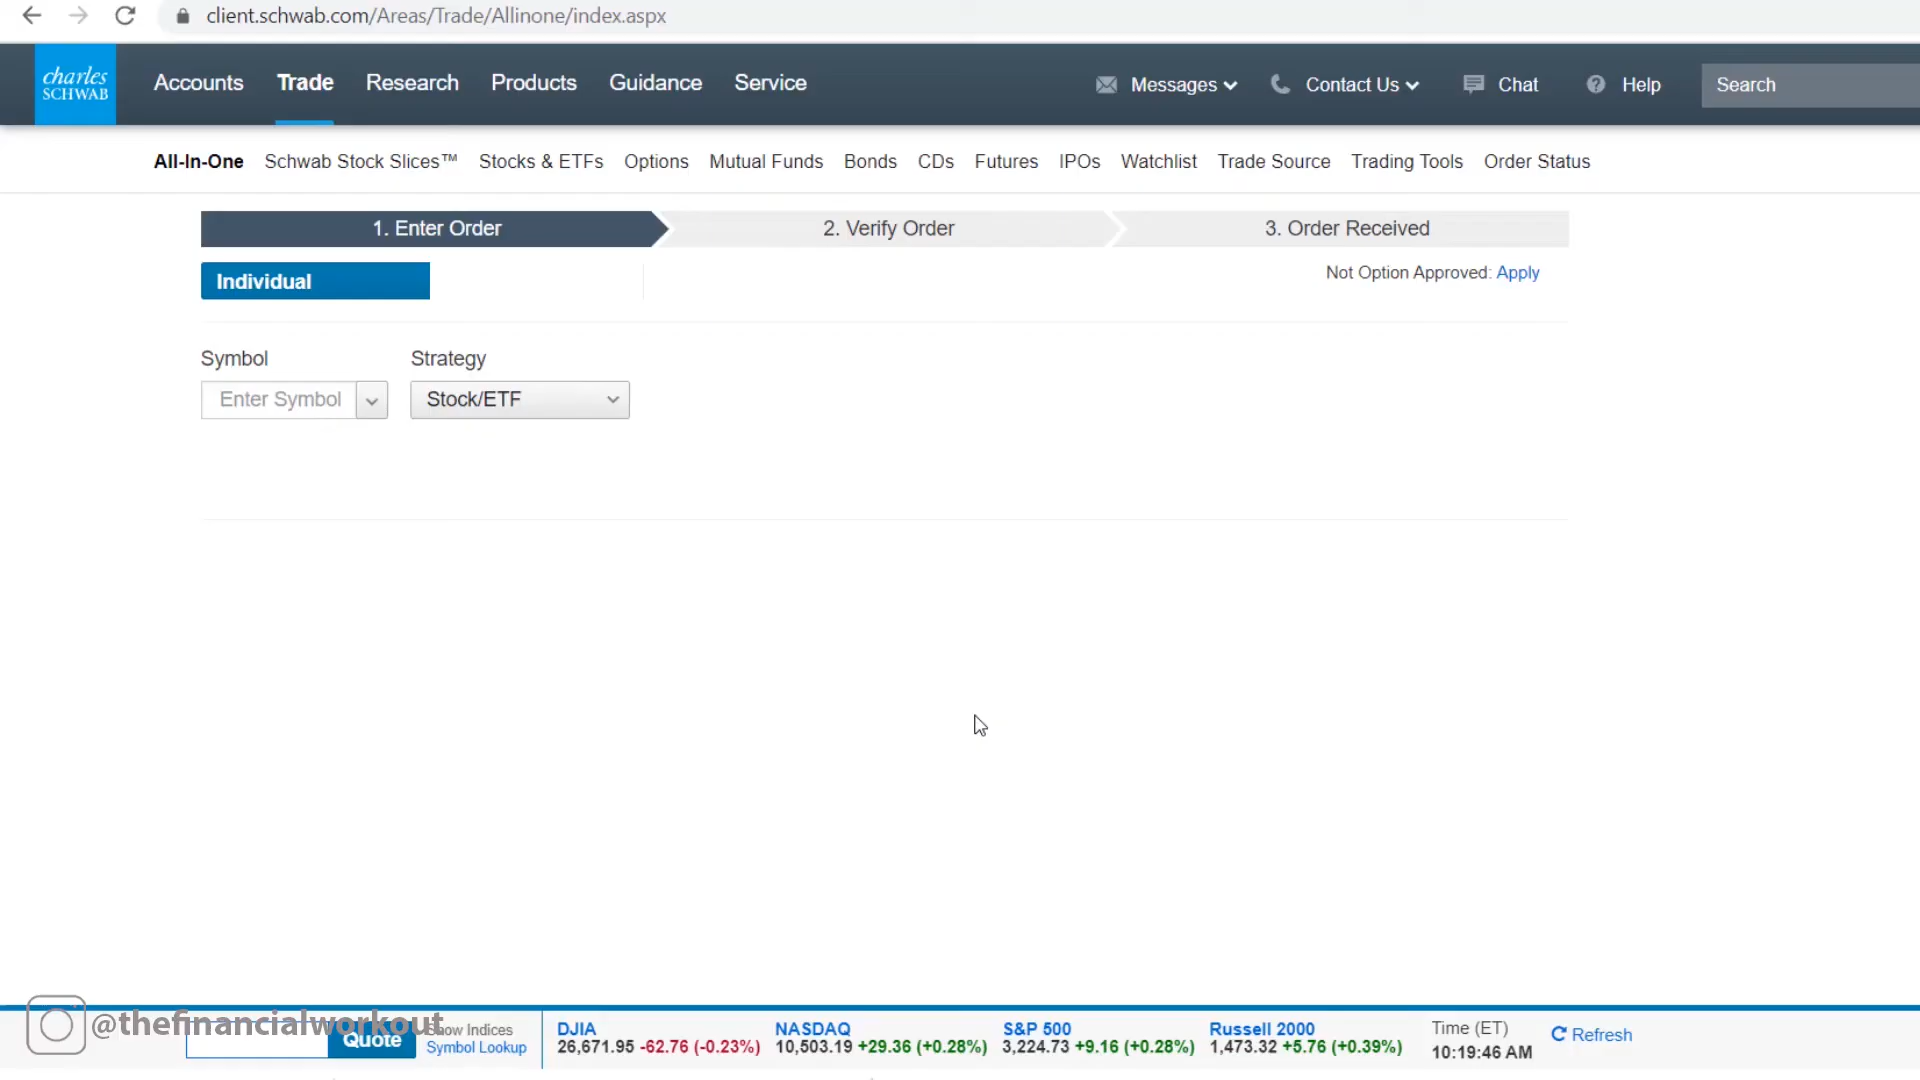 client.schwab.com/Areas/Trade/Allinone/index.aspx
charles
SCHWAB
Accounts Trade Research Products Guidance Service Messages Contact Us Chat Help Search
All-In-One Schwab Stock Slices™ Stocks & ETFs Options Mutual Funds Bonds CDs Futures IPOs Watchlist Trade Source Trading Tools Order Status
1. Enter Order 2. Verify Order 3. Order Received
Individual
Not Option Approved: Apply
Symbol Strategy
Enter Symbol Stock/ETF
@thefinancialworkout
Quote
Show Indices
Symbol Lookup
DJIA
26,671.95 -62.76 (-0.23%)
NASDAQ
10,503.19 +29.36 (+0.28%)
S&P 500
3,224.73 +9.16 (+0.28%)
Russell 2000
1,473.32 +5.76 (+0.39%)
Time (ET)
10:19:46 AM
Refresh